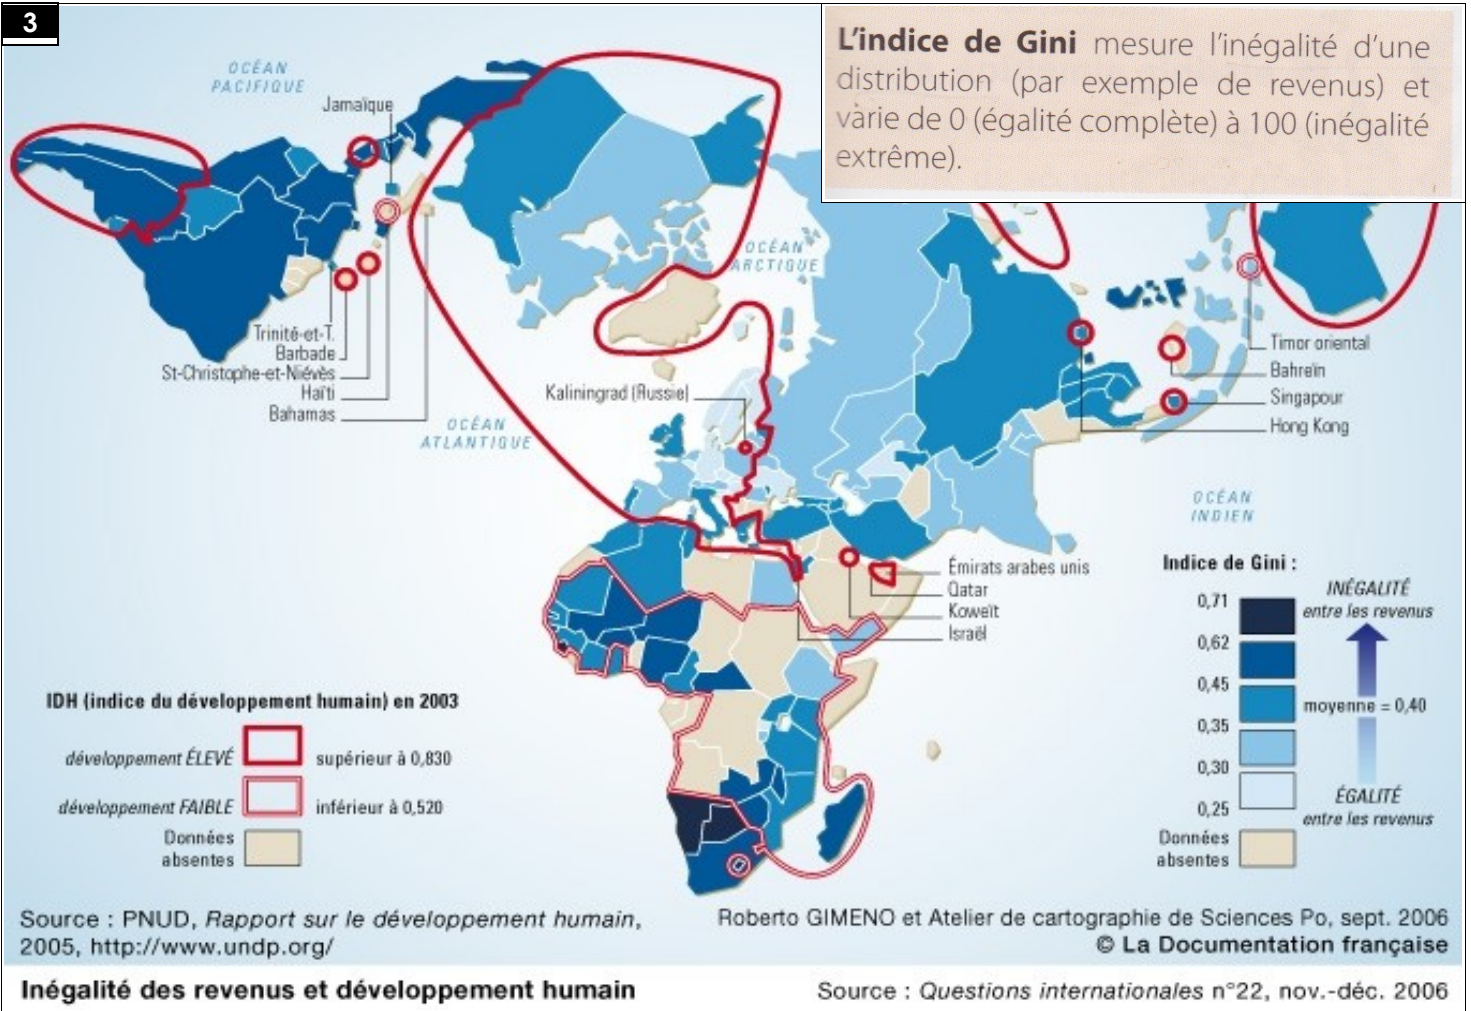 3
L'indice de Gini mesure l'inégalité d'une
distribution (par exemple de revenus) et
varie de 0 (égalité complète) à 100 (inégalité
extrême).
OCÉAN
PACIFIQUE
Jamaïque
OCÉAN
ARCTIQUE
Trinité-et-T.
Barbade
St-Christophe-et-Niévès
Haïti
Bahamas
Kaliningrad (Russie)
OCÉAN
ATLANTIQUE
Timor oriental
Bahreïn
Singapour
Hong Kong
OCÉAN
INDIEN
Émirats arabes unis
Qatar
Koweït
Israël
Indice de Gini :
0,71
0,62
0,45
0,35
0,30
0,25
INÉGALITÉ
entre les revenus
moyenne = 0,40
ÉGALITÉ
entre les revenus
Données
absentes
IDH (indice du développement humain) en 2003
développement ÉLEVÉ supérieur à 0,830
développement FAIBLE inférieur à 0,520
Données
absentes
Source : PNUD, Rapport sur le développement humain,
2005, http://www.undp.org/
Roberto GIMENO et Atelier de cartographie de Sciences Po, sept. 2006
© La Documentation française
Inégalité des revenus et développement humain
Source : Questions internationales n°22, nov.-déc. 2006